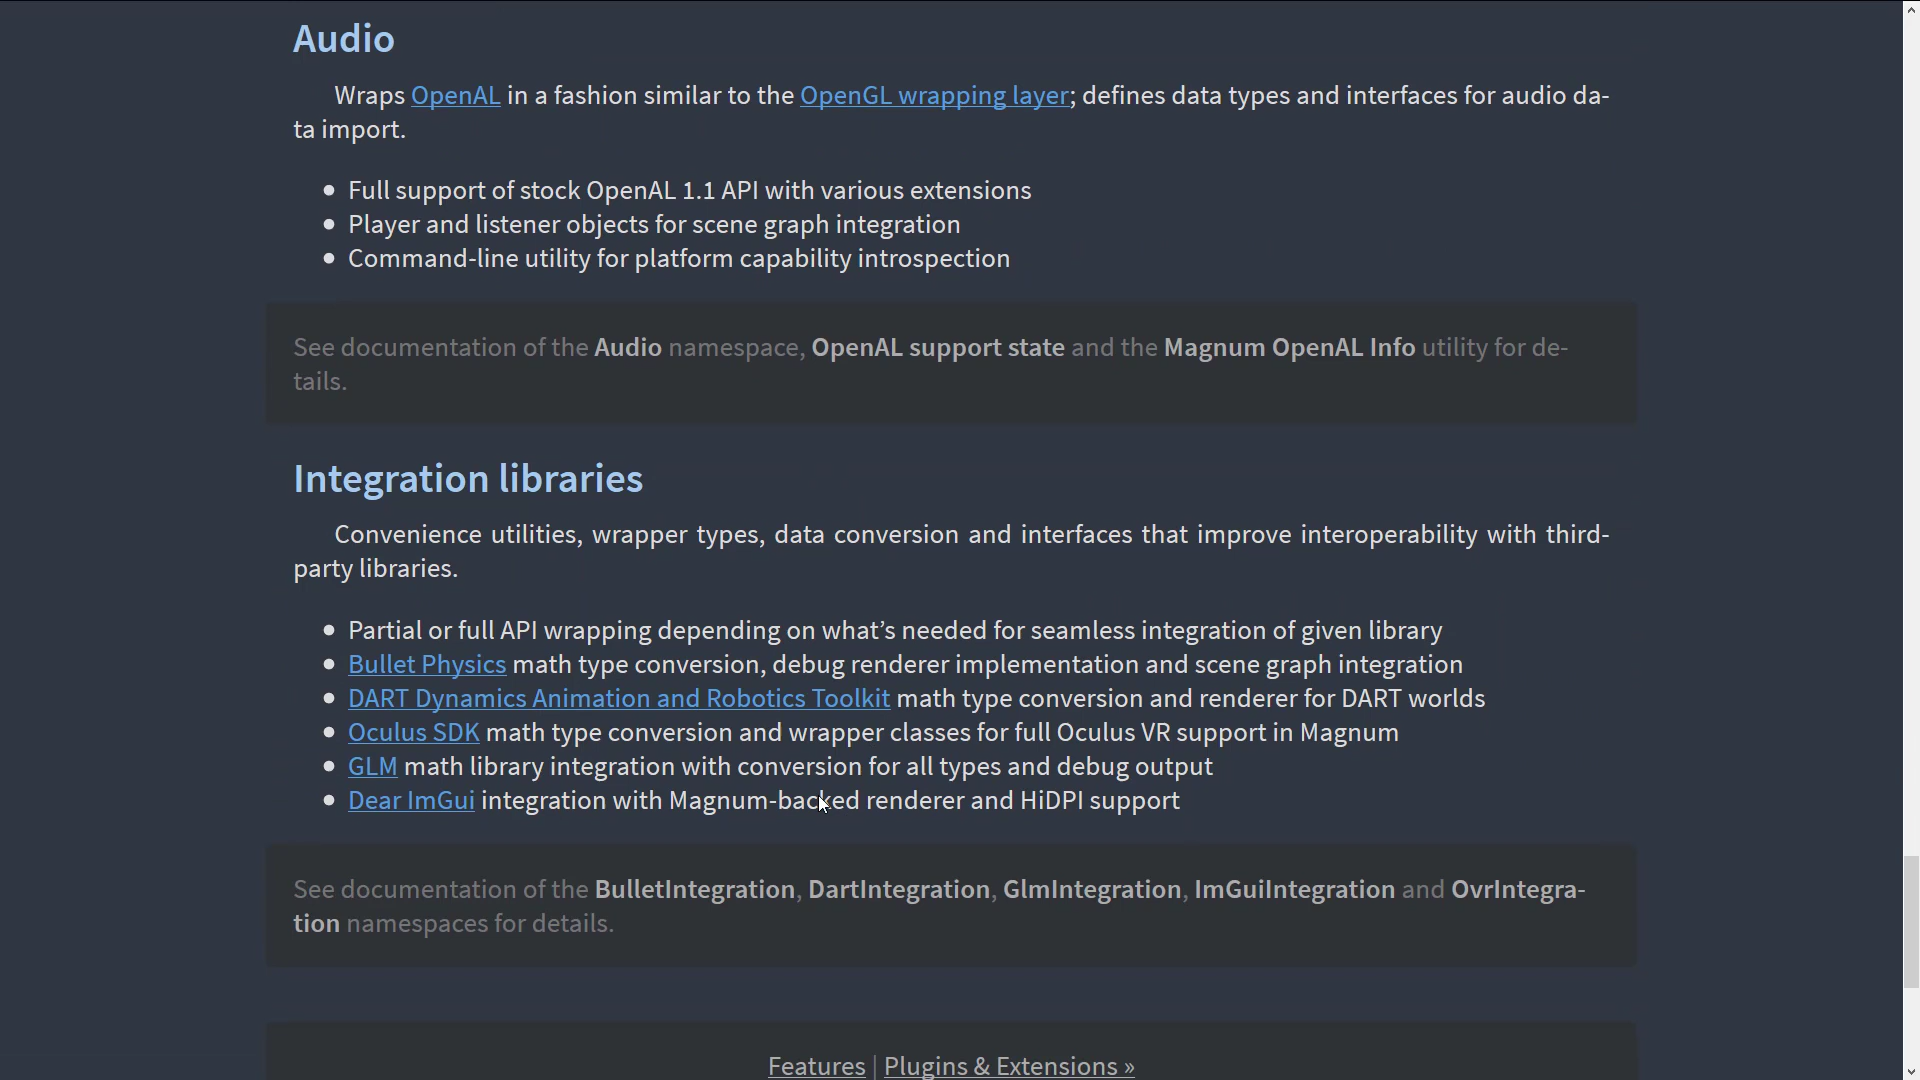 Audio
Wraps OpenAL in a fashion similar to the OpenGL wrapping layer; defines data types and interfaces for audio da-
ta import.
• Full support of stock OpenAL 1.1 API with various extensions
• Player and listener objects for scene graph integration
• Command-line utility for platform capability introspection
See documentation of the Audio namespace, OpenAL support state and the Magnum OpenAL Info utility for de-
tails.
Integration libraries
Convenience utilities, wrapper types, data conversion and interfaces that improve interoperability with third-
party libraries.
• Partial or full API wrapping depending on what’s needed for seamless integration of given library
• Bullet Physics math type conversion, debug renderer implementation and scene graph integration
• DART Dynamics Animation and Robotics Toolkit math type conversion and renderer for DART worlds
• Oculus SDK math type conversion and wrapper classes for full Oculus VR support in Magnum
• GLM math library integration with conversion for all types and debug output
• Dear ImGui integration with Magnum-backed renderer and HiDPI support
See documentation of the BulletIntegration, DartIntegration, GlmIntegration, ImGuiIntegration and OvrIntegra-
tion namespaces for details.
Features | Plugins & Extensions »